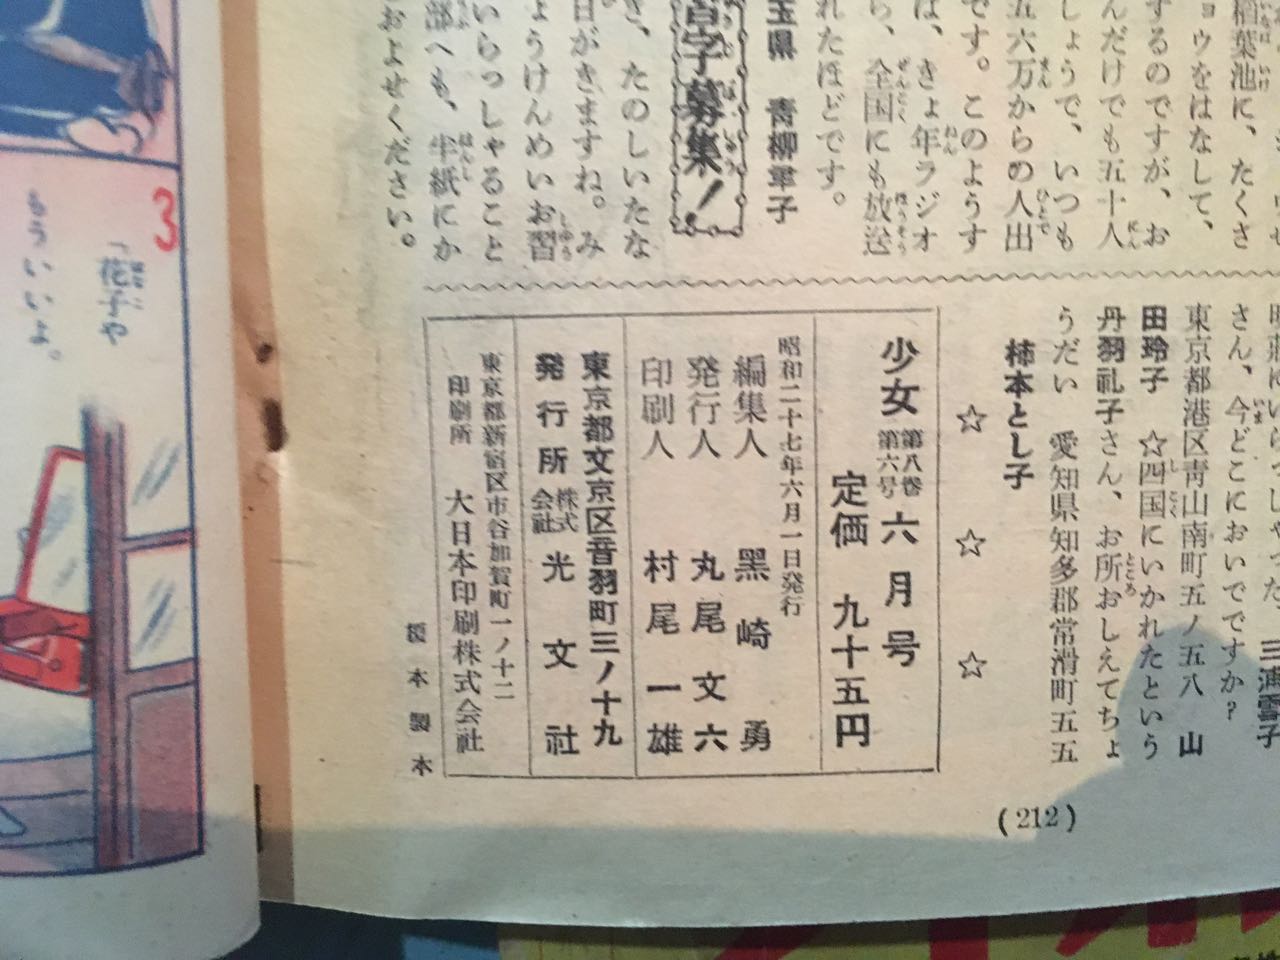 稲葉池に、たくさ
ョウをはなして、
するのですが、お
んだけでも五十人
しょうで、いつも
五六万からの人出
です。このようす
は、きょ年ラジオ
ら、全国にも放送
れたほどです。
玉県 青柳
習字募集!
き、たのしいたな
日がきますね。み
ょうけんめいお習
いらっしゃること
部へも、半紙にか
おおよせください。
いらっしゃった 三浦雪子
さん、今どこにおいでですか?
東京都港区青山南町五ノ五八 山
田玲子 ☆四国にいかれたという
丹羽礼子さん、お所おしえてちょ
うだい 愛知県知多郡常滑町五五
柿本とし子
☆ ☆ ☆
少女 第八巻 第六号 六月号
定価 九十五円
昭和二十七年六月一日発行
編集人 黒崎勇
発行人 丸尾文六
印刷人 村尾一雄
東京都文京区音羽町三ノ十九
発行所 株式会社 光文社
東京都新宿区市谷加賀町一ノ十二
印刷所 大日本印刷株式会社
榎本製本
(212)
3
「花子や
もういいよ。